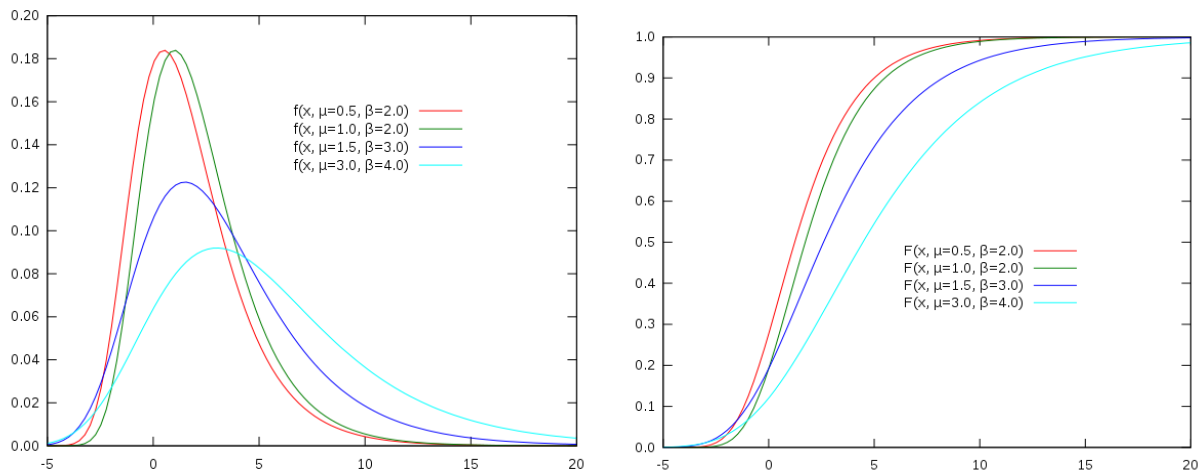 0.20
0.18
0.16
0.14
0.12
0.10
0.08
0.06
0.04
0.02
0.00
-5 0 5 10 15 20
f(x, μ=0.5, β=2.0)
f(x, μ=1.0, β=2.0)
f(x, μ=1.5, β=3.0)
f(x, μ=3.0, β=4.0)
1.0
0.9
0.8
0.7
0.6
0.5
0.4
0.3
0.2
0.1
0.0
-5 0 5 10 15 20
F(x, μ=0.5, β=2.0)
F(x, μ=1.0, β=2.0)
F(x, μ=1.5, β=3.0)
F(x, μ=3.0, β=4.0)